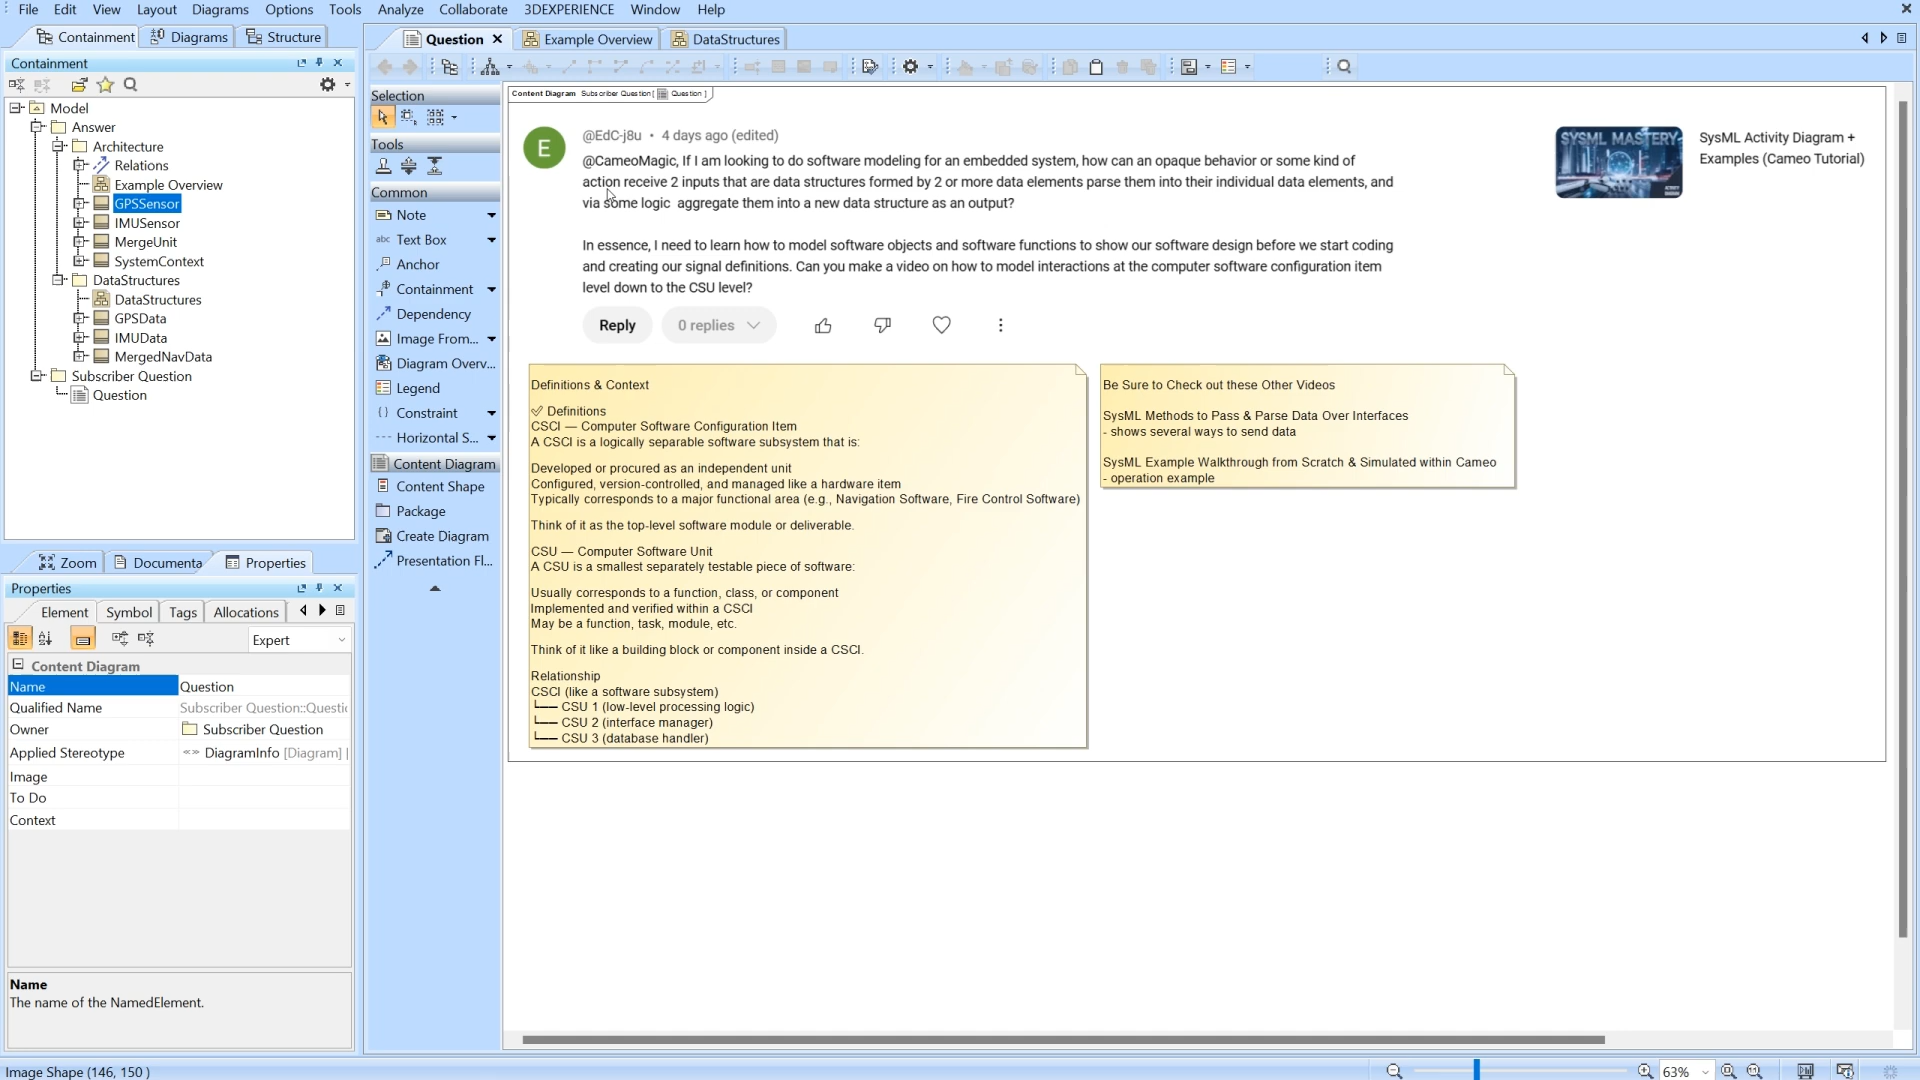 File Edit View Layout Diagrams Options Tools Analyze Collaborate 3DEXPERIENCE Window Help
Containment Diagrams Structure
Question Example Overview DataStructures
Containment
Model
Answer
Architecture
Relations
Example Overview
GPSSensor
IMUSensor
MergeUnit
SystemContext
DataStructures
DataStructures
GPSData
IMUData
MergedNavData
Subscriber Question
Question
Zoom Documenta Properties
Properties
Element Symbol Tags Allocations
Expert
Content Diagram
Name Question
Qualified Name Subscriber Question::Questic
Owner Subscriber Question
Applied Stereotype «» DiagramInfo [Diagram] |
Image
To Do
Context
Name
The name of the NamedElement.
Image Shape (146, 150 )
Selection
Tools
Common
Note
abc Text Box
Anchor
Containment
Dependency
Image From...
Diagram Overv...
Legend
{ } Constraint
Horizontal S...
Content Diagram
Content Shape
Package
Create Diagram
Presentation Fl...
Content Diagram Subscriber Question [ Question ]
E
@EdC-j8u • 4 days ago (edited)
@CameoMagic, If I am looking to do software modeling for an embedded system, how can an opaque behavior or some kind of
action receive 2 inputs that are data structures formed by 2 or more data elements parse them into their individual data elements, and
via some logic aggregate them into a new data structure as an output?
In essence, I need to learn how to model software objects and software functions to show our software design before we start coding
and creating our signal definitions. Can you make a video on how to model interactions at the computer software configuration item
level down to the CSU level?
Reply 0 replies
SYSML MASTERY
SysML Activity Diagram +
Examples (Cameo Tutorial)
Definitions & Context
✓ Definitions
CSCI — Computer Software Configuration Item
A CSCI is a logically separable software subsystem that is:
Developed or procured as an independent unit
Configured, version-controlled, and managed like a hardware item
Typically corresponds to a major functional area (e.g., Navigation Software, Fire Control Software)
Think of it as the top-level software module or deliverable.
CSU — Computer Software Unit
A CSU is a smallest separately testable piece of software:
Usually corresponds to a function, class, or component
Implemented and verified within a CSCI
May be a function, task, module, etc.
Think of it like a building block or component inside a CSCI.
Relationship
CSCI (like a software subsystem)
└── CSU 1 (low-level processing logic)
└── CSU 2 (interface manager)
└── CSU 3 (database handler)
Be Sure to Check out these Other Videos
SysML Methods to Pass & Parse Data Over Interfaces
- shows several ways to send data
SysML Example Walkthrough from Scratch & Simulated within Cameo
- operation example
63%